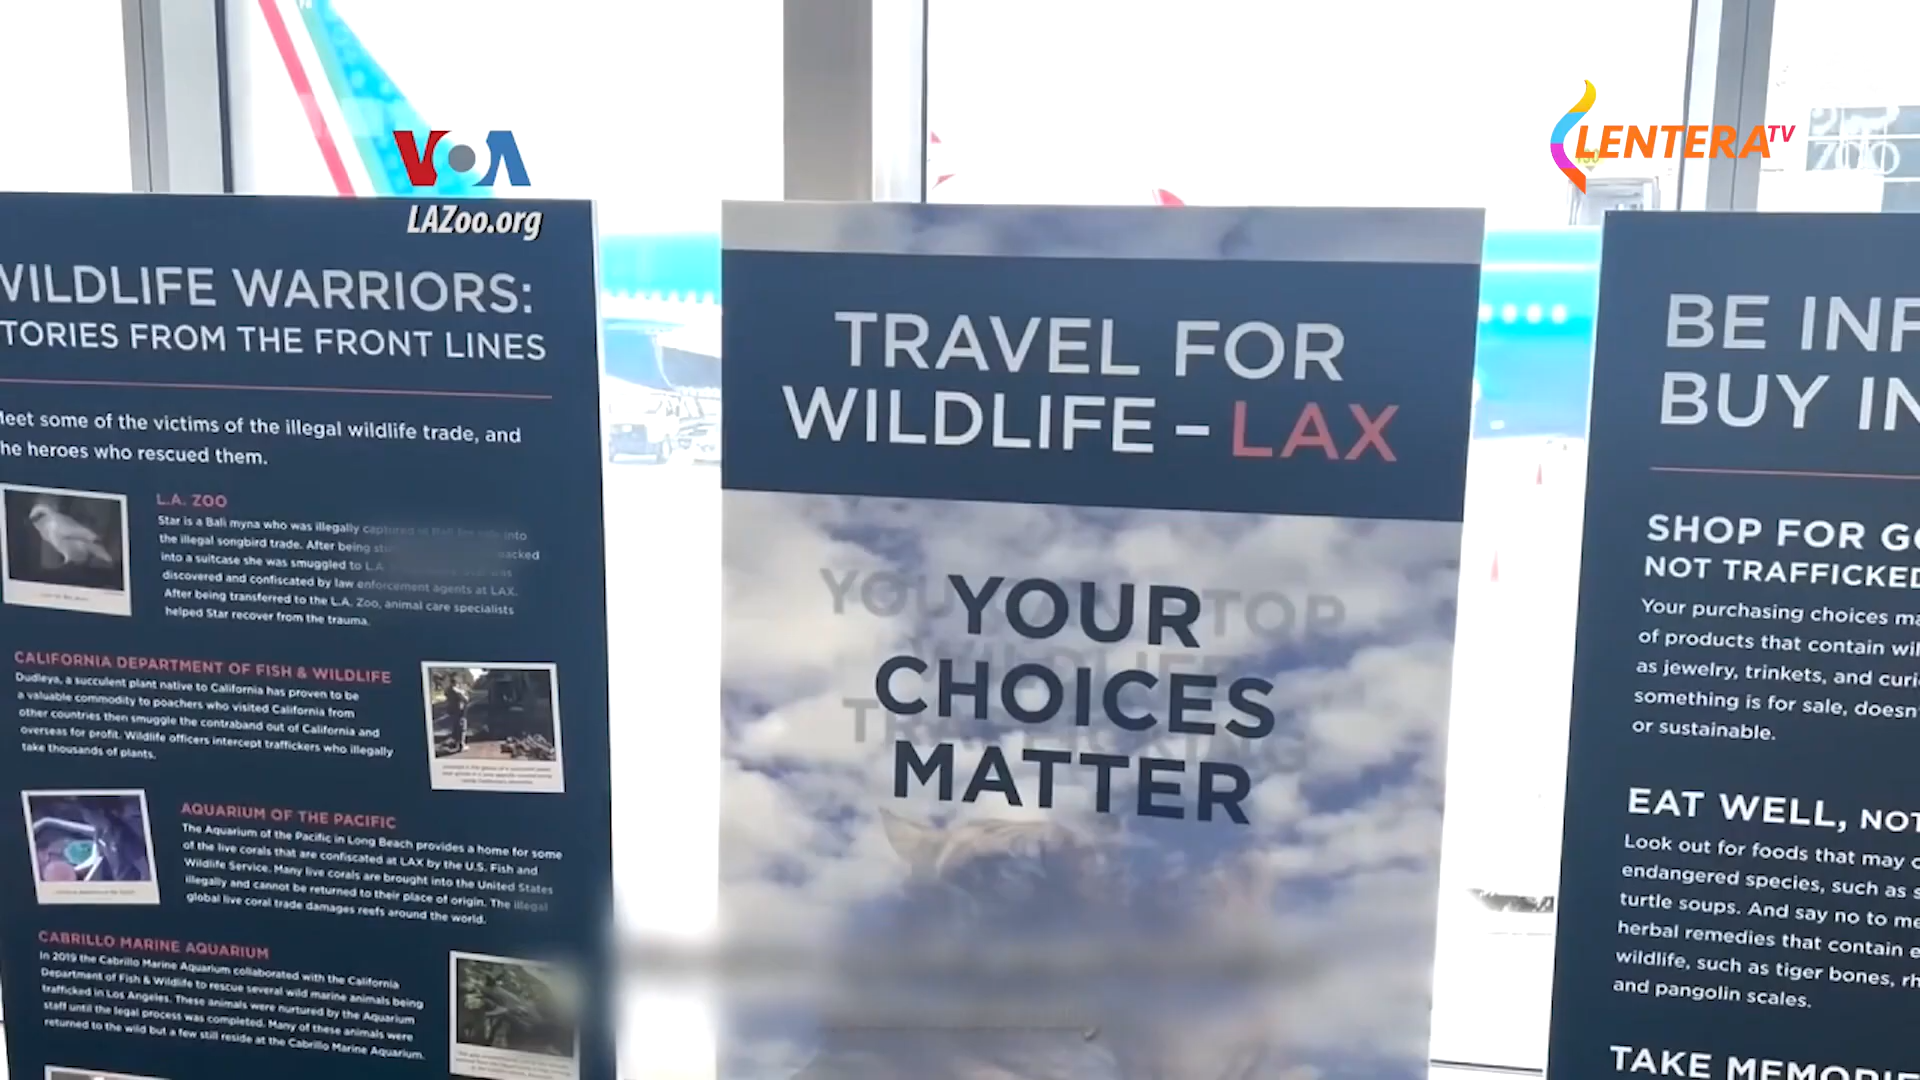 VOA
LAZoo.org
LENTERA TV
ZOO
WILDLIFE WARRIORS:
TORIES FROM THE FRONT LINES
Meet some of the victims of the illegal wildlife trade, and
he heroes who rescued them.
L.A. ZOO
Star is a Bali myna who was illegally captured in Bali for sale into
the illegal songbird trade. After being
into a suitcase she was smuggled to L.A.
discovered and confiscated by law enforcement agents at LAX.
After being transferred to the L.A. Zoo, animal care specialists
helped Star recover from the trauma.
CALIFORNIA DEPARTMENT OF FISH & WILDLIFE
Dudleya, a succulent plant native to California has proven to be
a valuable commodity to poachers who visited California from
other countries then smuggle the contraband out of California and
overseas for profit. Wildlife officers intercept traffickers who illegally
take thousands of plants.
AQUARIUM OF THE PACIFIC
The Aquarium of the Pacific in Long Beach provides a home for some
of the live corals that are confiscated at LAX by the U.S. Fish and
Wildlife Service. Many live corals are brought into the United States
illegally and cannot be returned to their place of origin. The illegal
global live coral trade damages reefs around the world.
CABRILLO MARINE AQUARIUM
In 2019 the Cabrillo Marine Aquarium collaborated with the California
Department of Fish & Wildlife to rescue several wild marine animals being
trafficked in Los Angeles. These animals were nurtured by the Aquarium
staff until the legal process was completed. Many of these animals were
returned to the wild but a few still reside at the Cabrillo Marine Aquarium.
TRAVEL FOR
WILDLIFE – LAX
YOUR
CHOICES
MATTER
YOU CAN STOP
WILDLIFE
TRAFFICKING
BE INF
BUY IN
SHOP FOR GO
NOT TRAFFICKED
Your purchasing choices ma
of products that contain wil
as jewelry, trinkets, and curi
something is for sale, doesn'
or sustainable.
EAT WELL, NOT
Look out for foods that may c
endangered species, such as s
turtle soups. And say no to me
herbal remedies that contain e
wildlife, such as tiger bones, rh
and pangolin scales.
TAKE MEMORIE